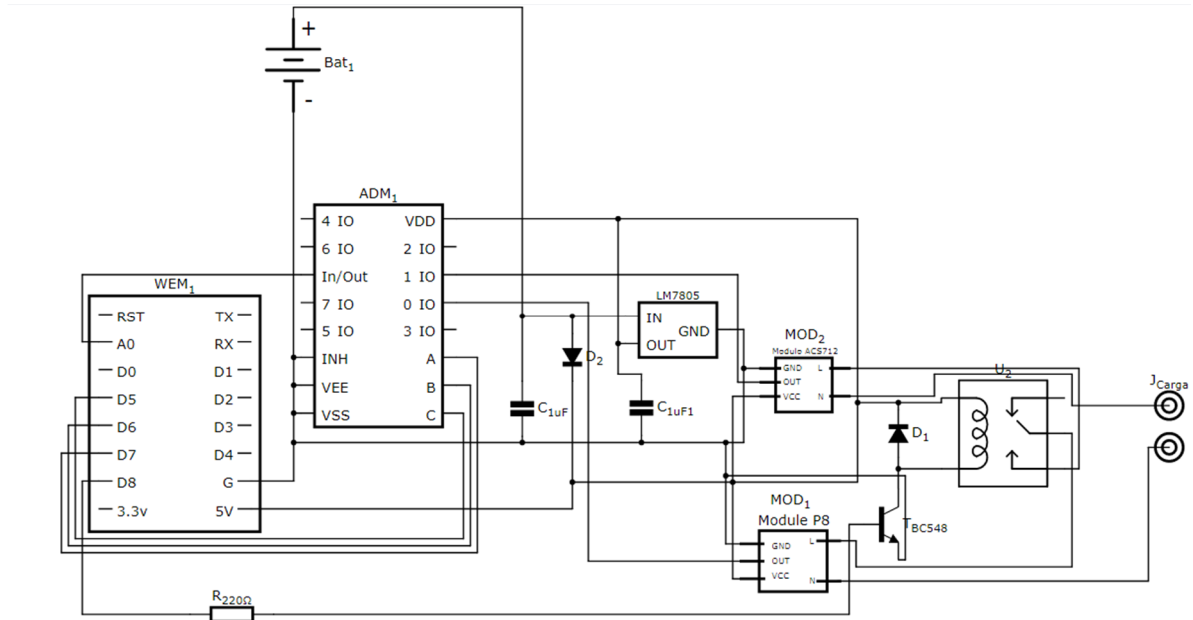 +
Bat1
-
ADM1
4 IO VDD
6 IO 2 IO
In/Out 1 IO
7 IO 0 IO
5 IO 3 IO
INH A
VEE B
VSS C
WEM1
RST TX
A0 RX
D0 D1
D5 D2
D6 D3
D7 D4
D8 G
3.3v 5V
LM7805
IN
GND
OUT
D2
C1uF
C1uF1
MOD2
Module ACS712
GND L
OUT
VCC N
U2
JCarga
D1
MOD1
Module P8
GND L
OUT
VCC N
TBC548
R220Ω